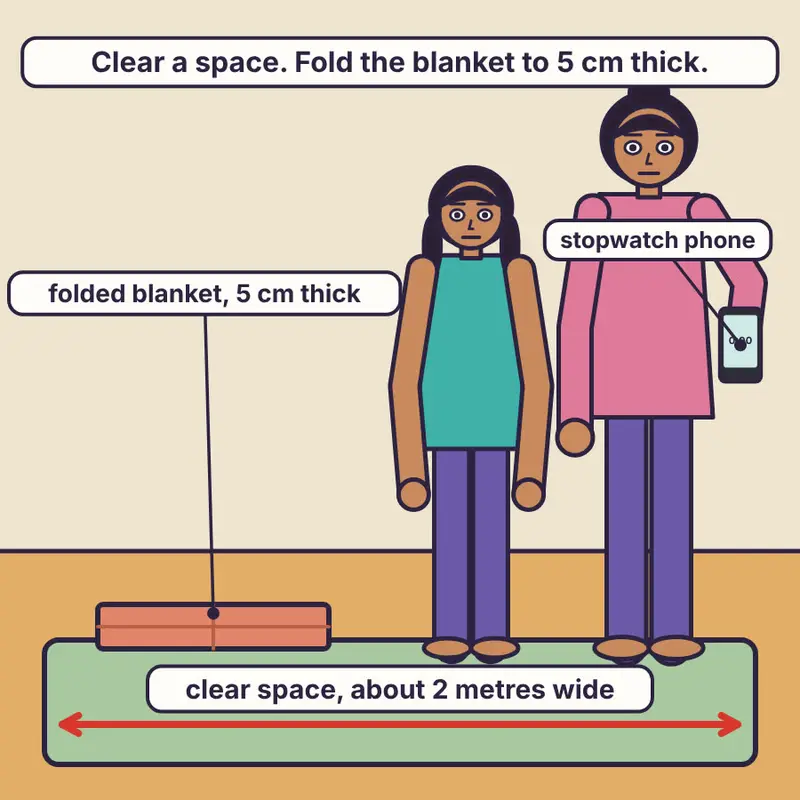 Clear a space. Fold the blanket to 5 cm thick.
stopwatch phone
folded blanket, 5 cm thick
clear space, about 2 metres wide